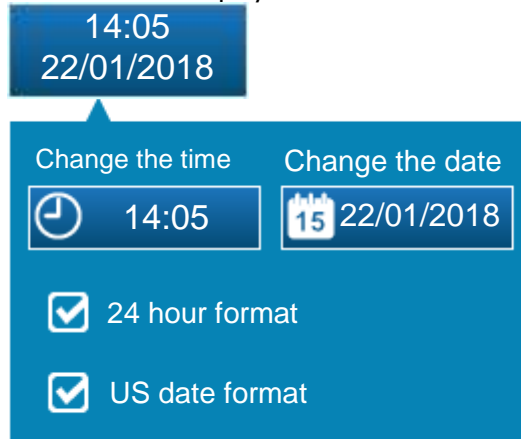 14:05
22/01/2018
Change the time
Change the date
14:05
15
22/01/2018
24 hour format
US date format